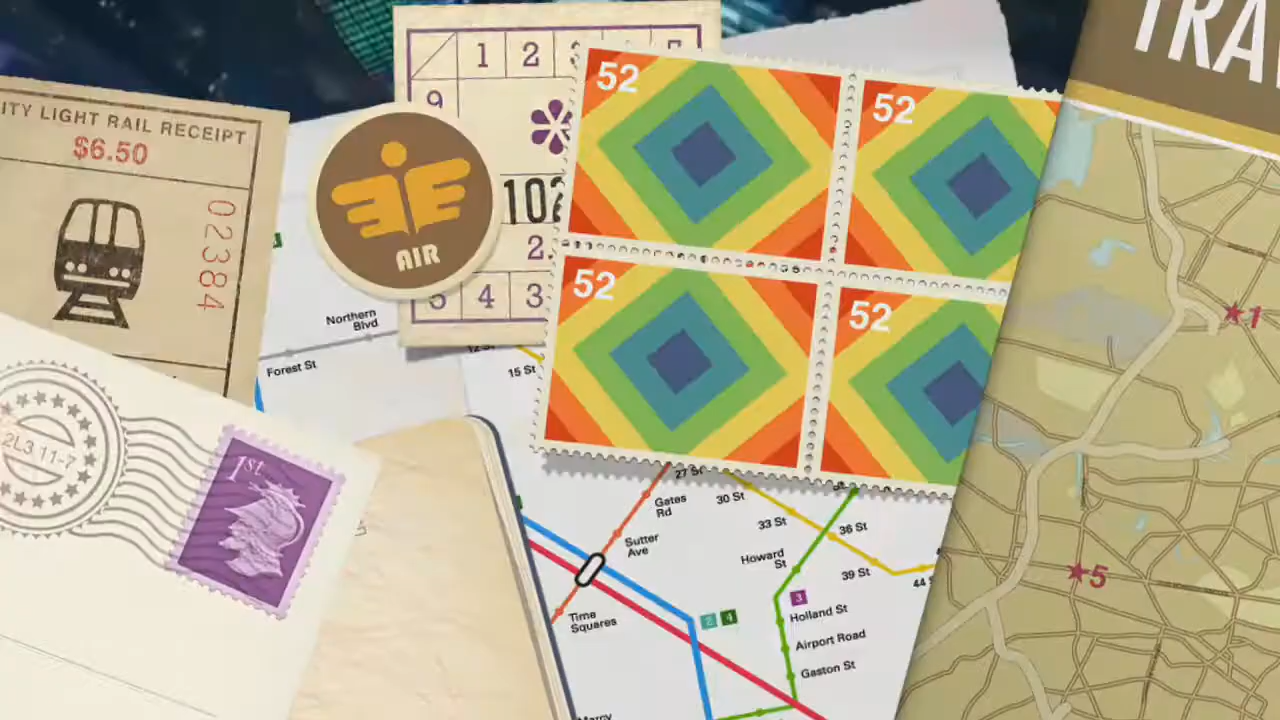 ITY LIGHT RAIL RECEIPT
$6.50
02384
1 2
9
102
2.
5 4 3
AIR
52
52
52
52
TRA
1
5
Northern
Blvd
Forest St
15 St
2L3 11-7
1st
27 St
Gates
Rd
30 St
33 St
36 St
39 St
44 S
Sutter
Ave
Howard
St
Time
Squares
2 4
3
Holland St
Airport Road
Gaston St